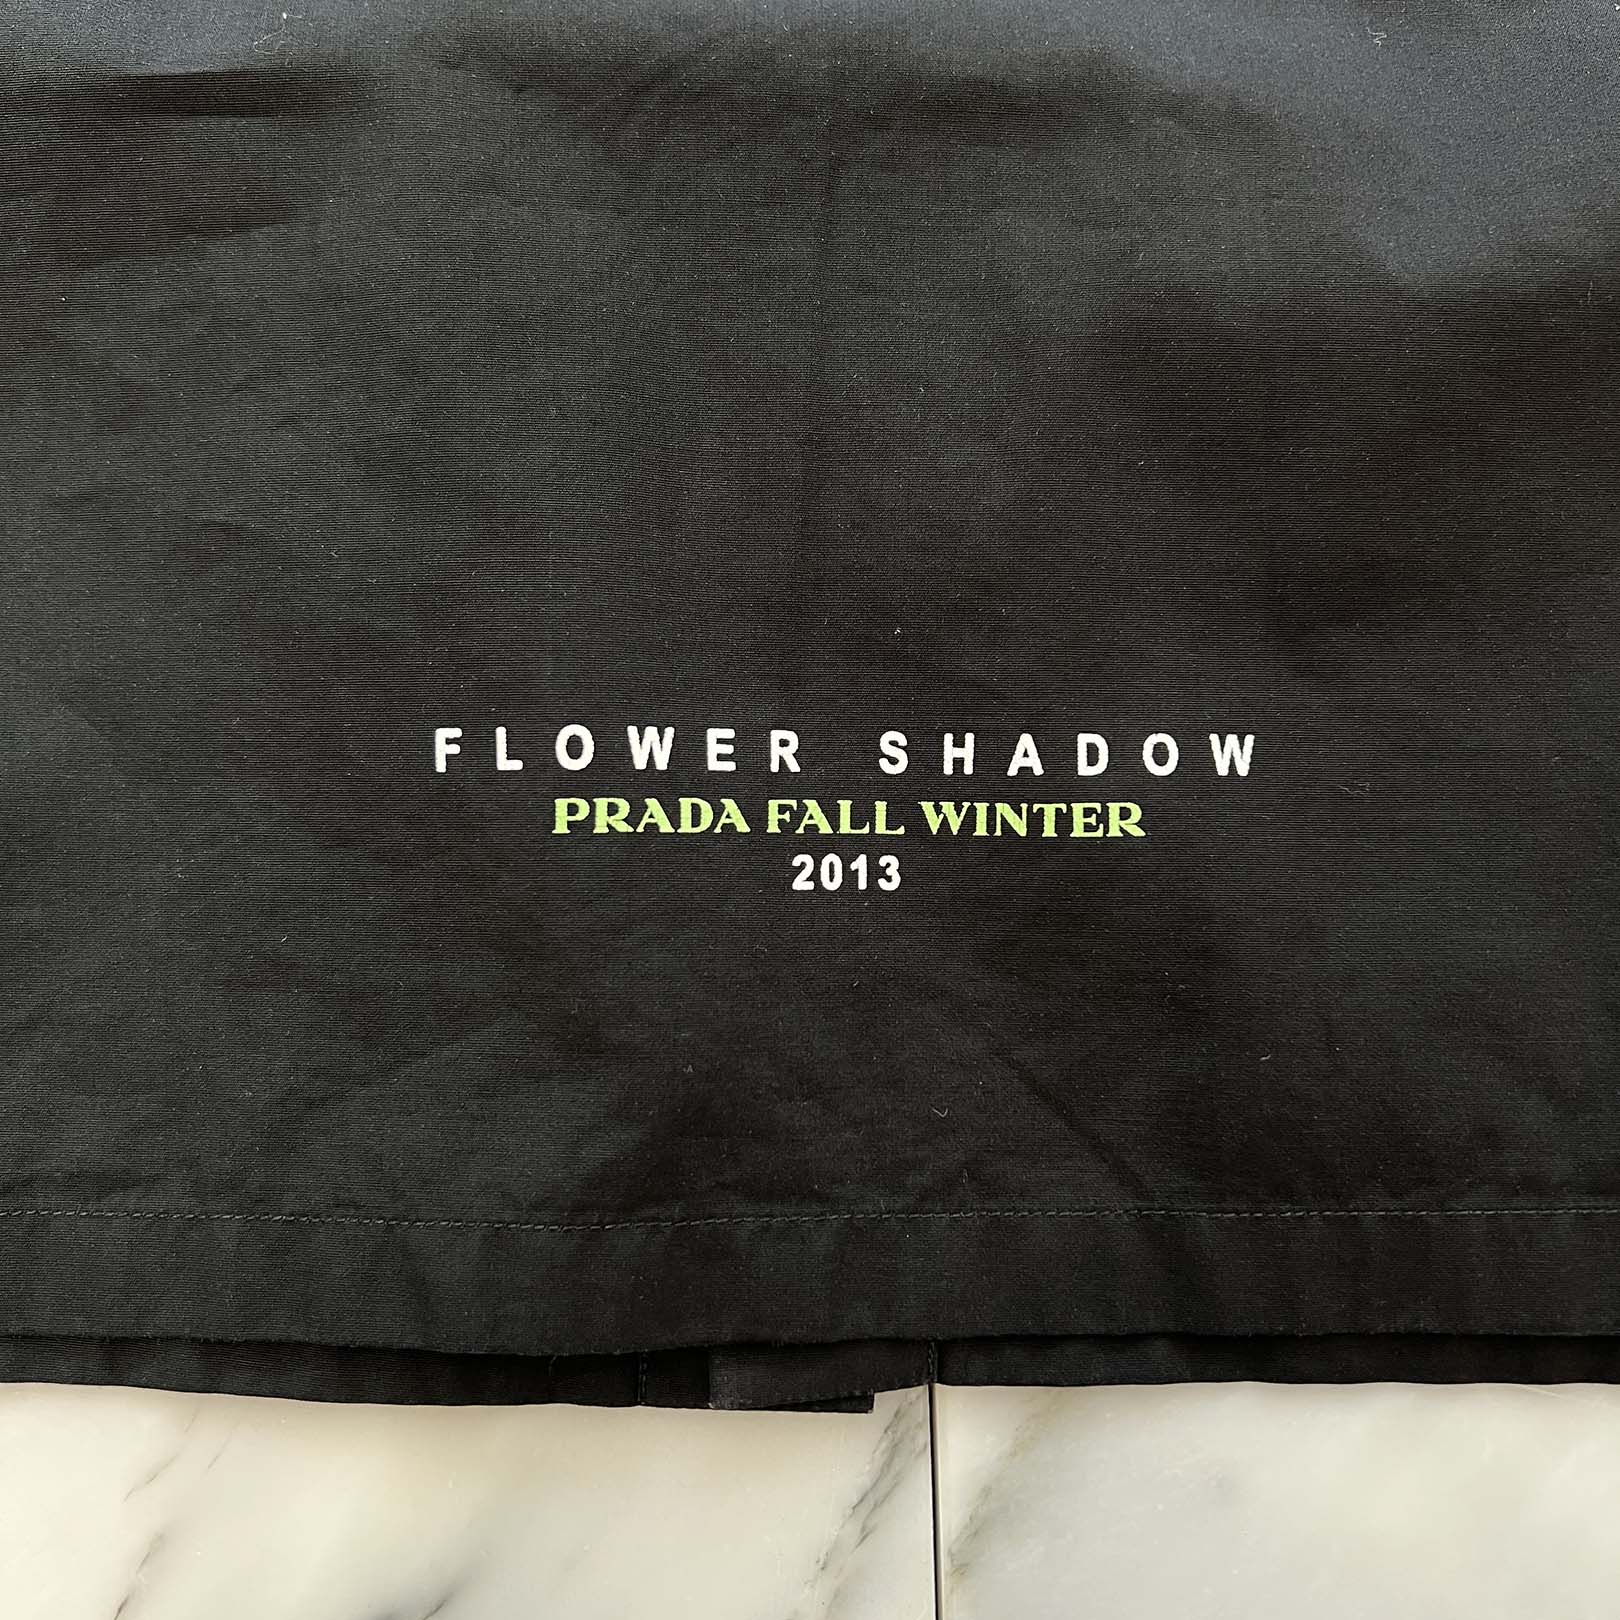 FLOWER SHADOW
PRADA FALL WINTER
2013